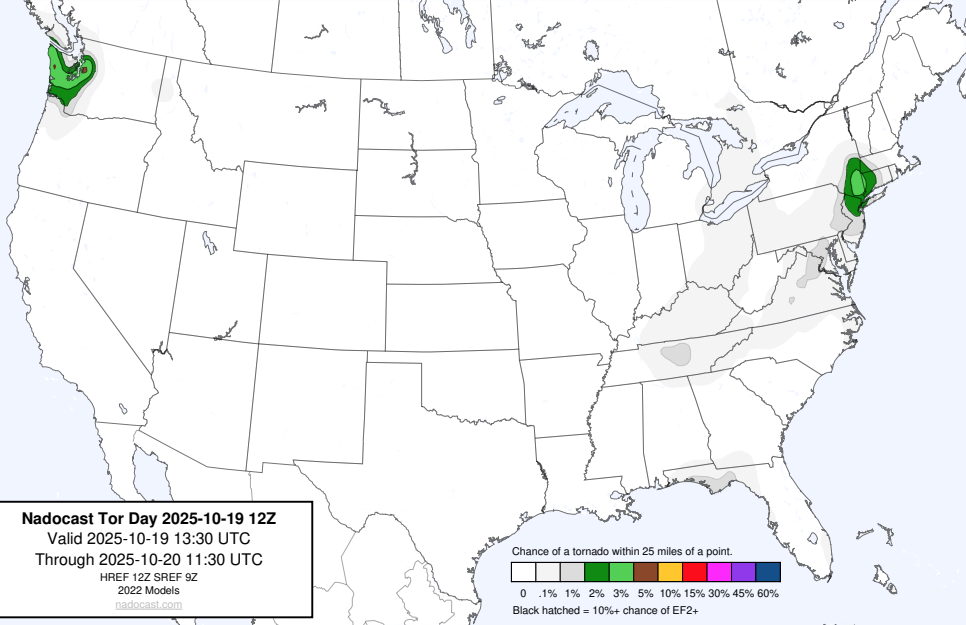 Nadocast Tor Day 2025-10-19 12Z
Valid 2025-10-19 13:30 UTC
Through 2025-10-20 11:30 UTC
HREF 12Z SREF 9Z
2022 Models
nadocast.com
Chance of a tornado within 25 miles of a point.
0 .1% 1% 2% 3% 5% 10% 15% 30% 45% 60%
Black hatched = 10%+ chance of EF2+